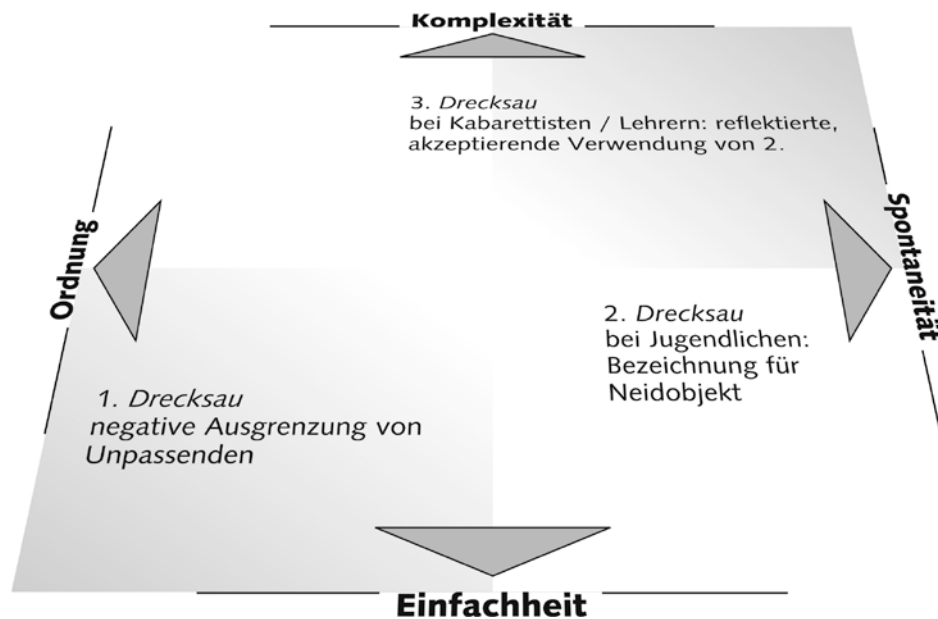 Komplexität
3. Drecksau
bei Kabarettisten / Lehrern: reflektierte,
akzeptierende Verwendung von 2.
Ordnung
Spontaneität
2. Drecksau
bei Jugendlichen:
Bezeichnung für
Neidobjekt
1. Drecksau
negative Ausgrenzung von
Unpassenden
Einfachheit